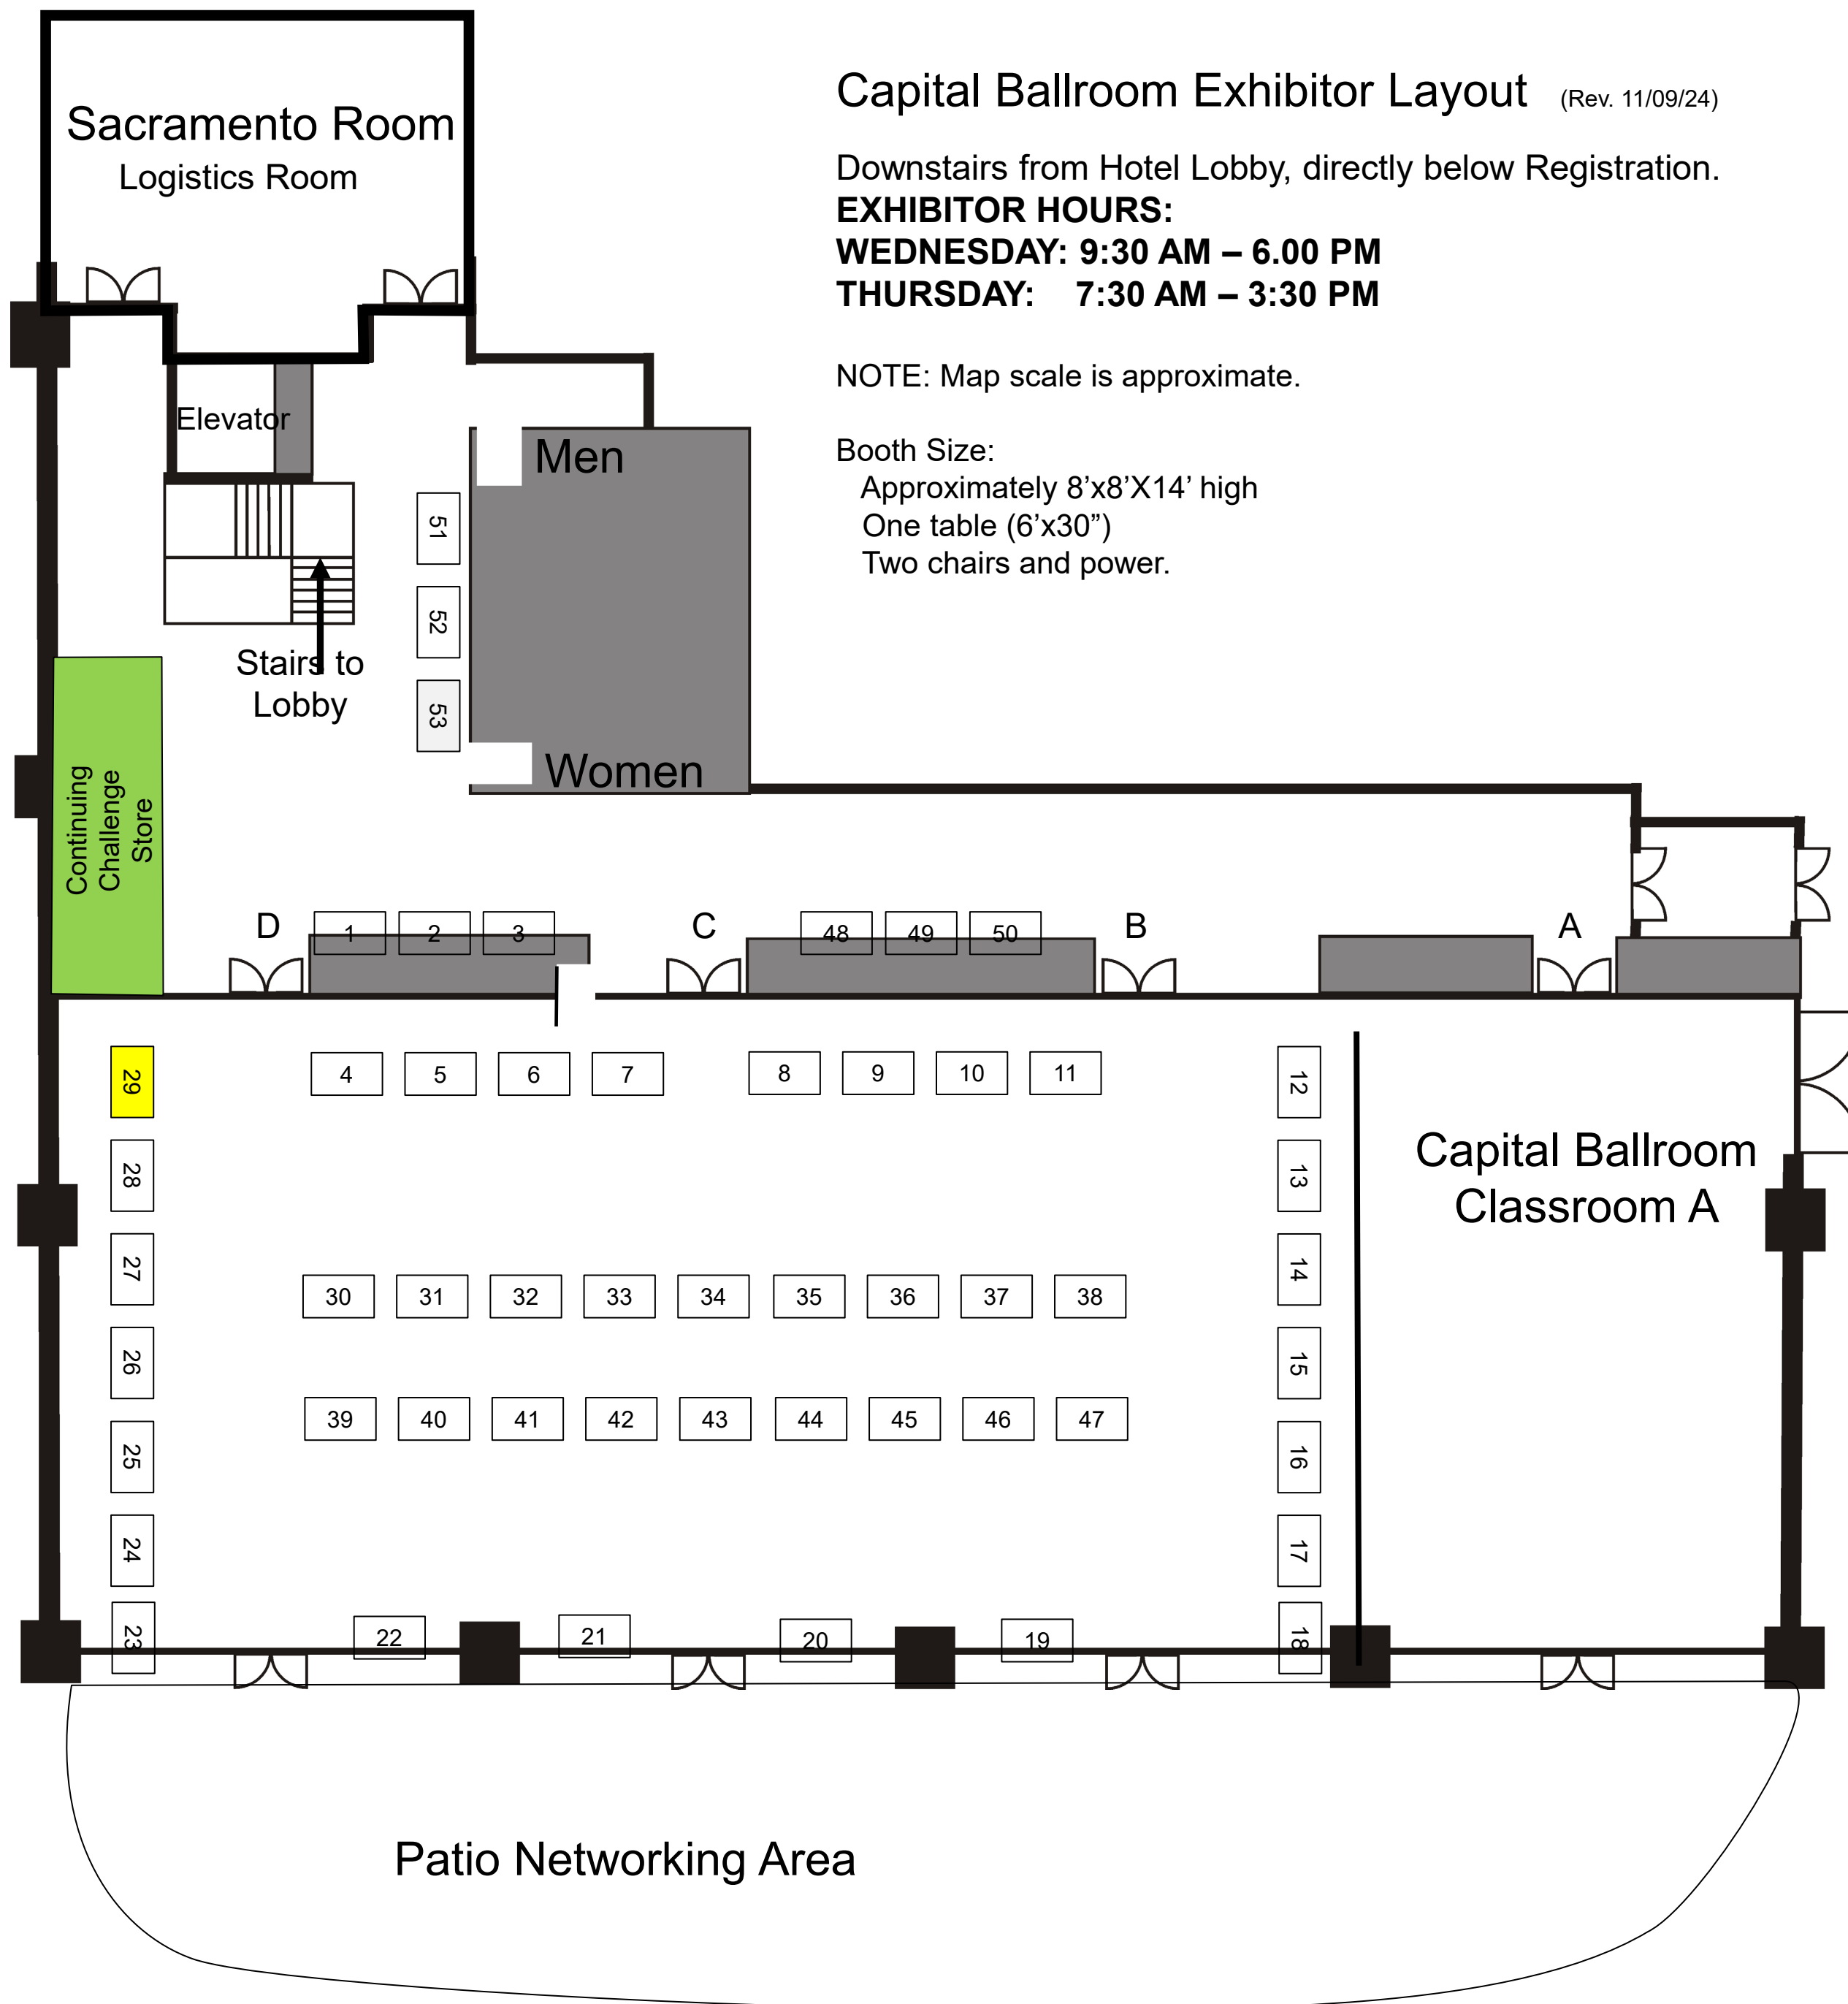 Capital Ballroom Exhibitor Layout (Rev. 11/09/24)
Downstairs from Hotel Lobby, directly below Registration.
EXHIBITOR HOURS:
WEDNESDAY: 9:30 AM – 6.00 PM
THURSDAY: 7:30 AM – 3:30 PM
NOTE: Map scale is approximate.
Booth Size:
Approximately 8’x8’X14’ high
One table (6’x30”)
Two chairs and power.
Sacramento Room
Logistics Room
Elevator
Men
51
52
53
Stairs to
Lobby
Women
Continuing
Challenge
Store
D
1
2
3
C
48
49
50
B
A
29
4
5
6
7
8
9
10
11
12
28
13
Capital Ballroom
Classroom A
27
14
30
31
32
33
34
35
36
37
38
26
15
39
40
41
42
43
44
45
46
47
25
16
24
17
23
22
21
20
19
18
Patio Networking Area